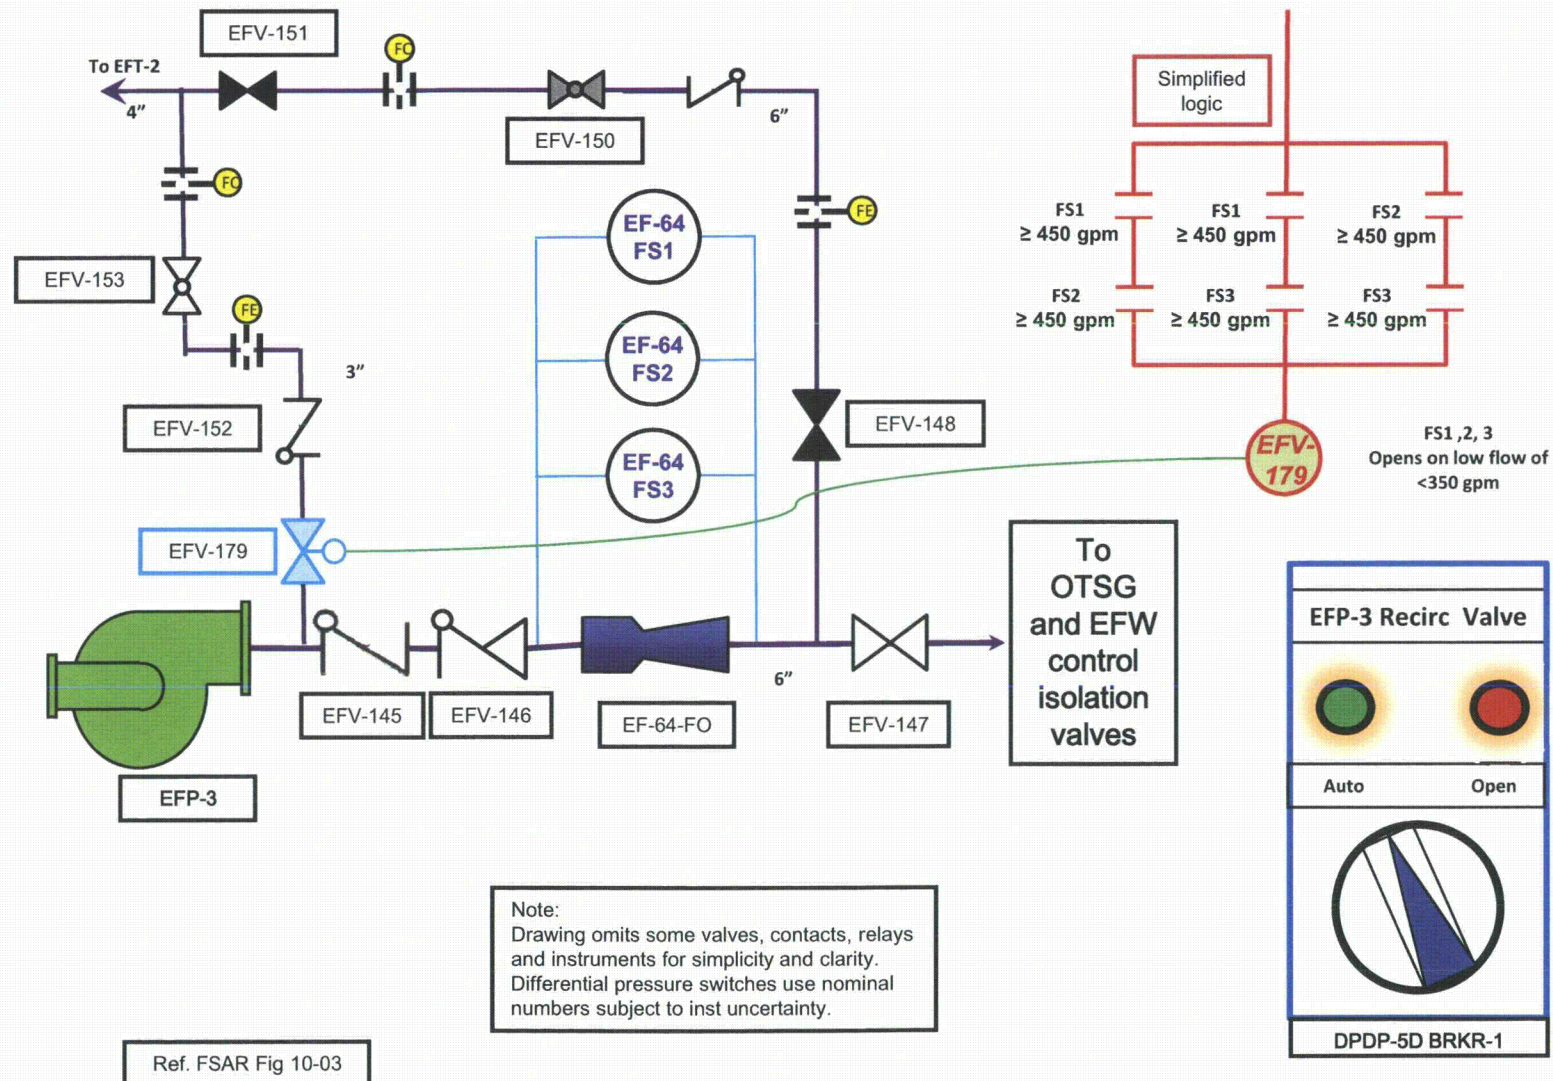 EFV-151
To EFT-2
4”
FO
EFV-150
6”
Simplified
logic
FO
FE
EF-64
FS1
EFV-153
FE
3”
EF-64
FS2
EFV-152
EFV-148
EF-64
FS3
FS1
≥ 450 gpm
FS1
≥ 450 gpm
FS2
≥ 450 gpm
FS2
≥ 450 gpm
FS3
≥ 450 gpm
FS3
≥ 450 gpm
EFV-
179
FS1 ,2, 3
Opens on low flow of
<350 gpm
EFV-179
To
OTSG
and EFW
control
isolation
valves
6”
EFV-145
EFV-146
EF-64-FO
EFV-147
EFP-3
EFP-3 Recirc Valve
Auto
Open
DPDP-5D BRKR-1
Note:
Drawing omits some valves, contacts, relays
and instruments for simplicity and clarity.
Differential pressure switches use nominal
numbers subject to inst uncertainty.
Ref. FSAR Fig 10-03